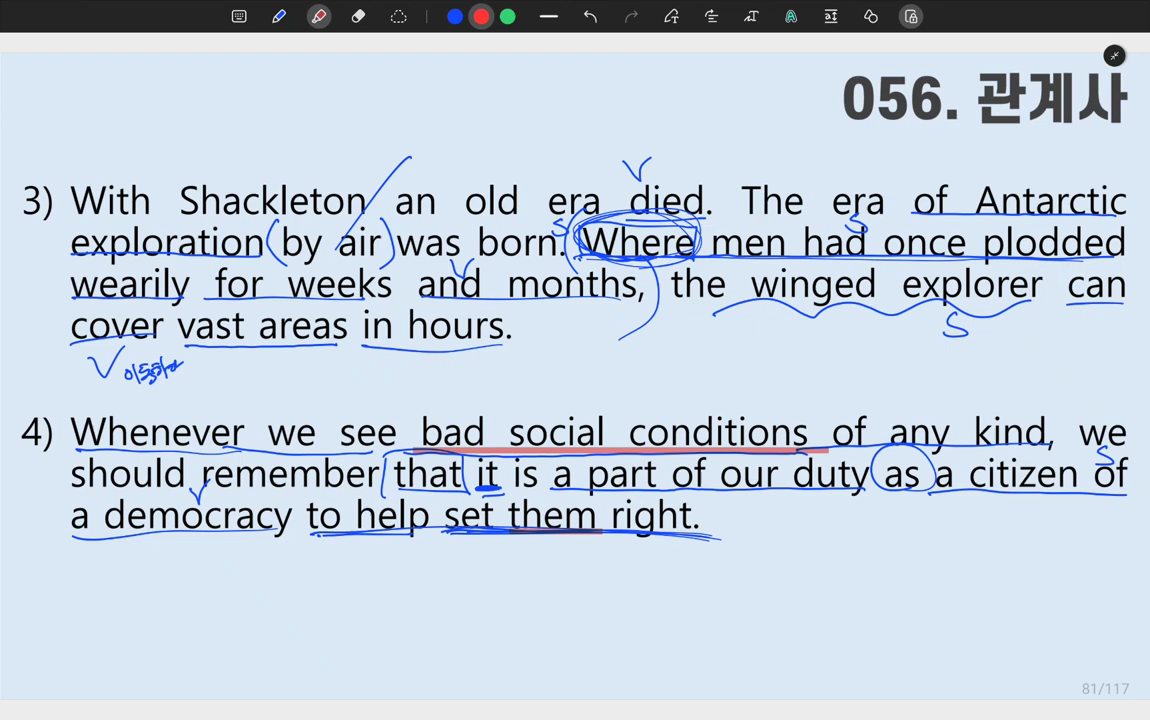 056. 관계사
3) With Shackleton an old era died. The era of Antarctic
exploration (by air) was born. Where men had once plodded
wearily for weeks and months, the winged explorer can
cover vast areas in hours.
V
S
S
V
S
V 이동하다
4) Whenever we see bad social conditions of any kind, we
should remember that it is a part of our duty as a citizen of
a democracy to help set them right.
S
V
81/117